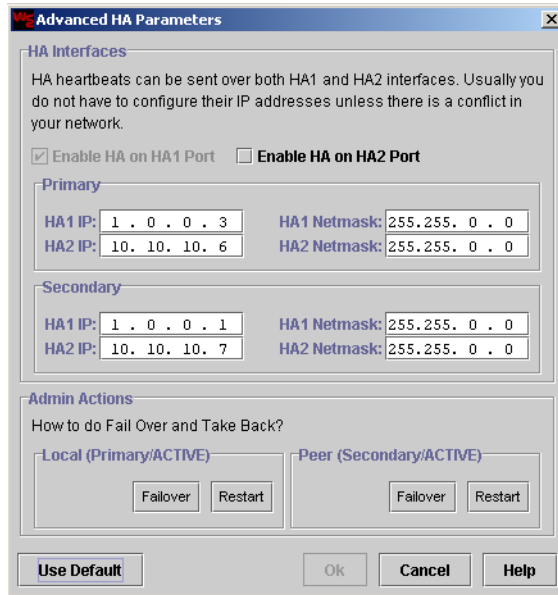 Advanced HA Parameters
HA Interfaces
HA heartbeats can be sent over both HA1 and HA2 interfaces. Usually you
do not have to configure their IP addresses unless there is a conflict in
your network.
Enable HA on HA1 Port Enable HA on HA2 Port
Primary
HA1 IP: 1 . 0 . 0 . 3 HA1 Netmask: 255.255. 0 . 0
HA2 IP: 10. 10. 10. 6 HA2 Netmask: 255.255. 0 . 0
Secondary
HA1 IP: 1 . 0 . 0 . 1 HA1 Netmask: 255.255. 0 . 0
HA2 IP: 10. 10. 10. 7 HA2 Netmask: 255.255. 0 . 0
Admin Actions
How to do Fail Over and Take Back?
Local (Primary/ACTIVE) Peer (Secondary/ACTIVE)
Failover Restart Failover Restart
Use Default Ok Cancel Help